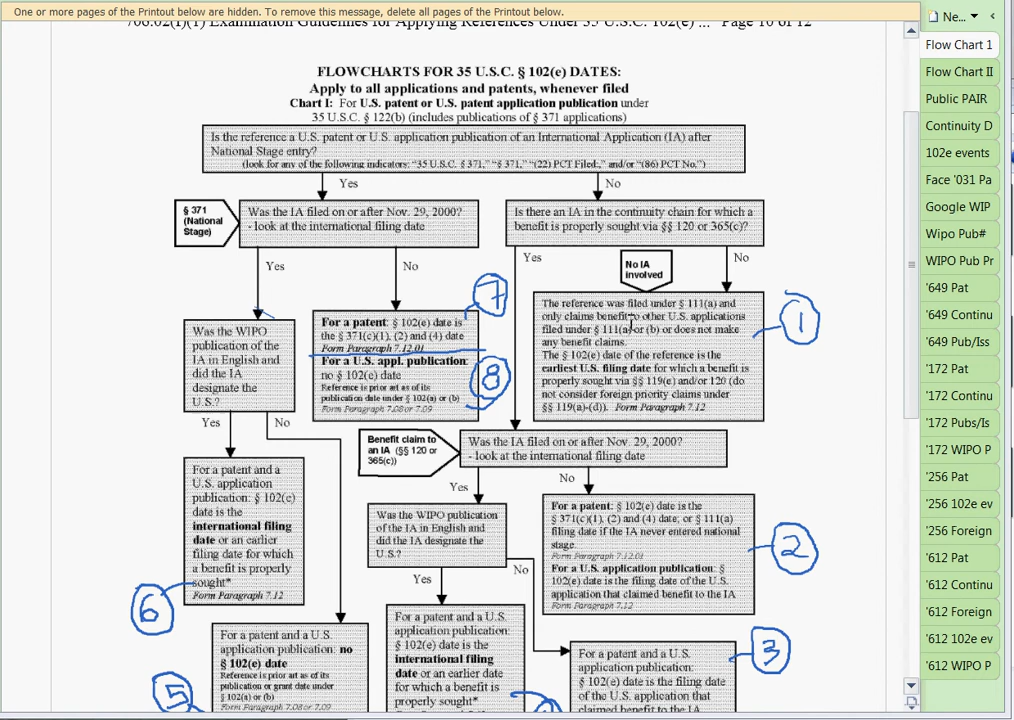 One or more pages of the Printout below are hidden. To remove this message, delete all pages of the Printout below.
706.02(f)(1) Examination Guidelines for Applying References Under 35 U.S.C. 102(e) ... Page 10 of 12
FLOWCHARTS FOR 35 U.S.C. § 102(e) DATES:
Apply to all applications and patents, whenever filed
Chart I: For U.S. patent or U.S. patent application publication under
35 U.S.C. § 122(b) (includes publications of § 371 applications)
Is the reference a U.S. patent or U.S. application publication of an International Application (IA) after
National Stage entry?
(look for any of the following indicators: “35 U.S.C. § 371,” “§ 371,” “(22) PCT Filed:,” and/or “(86) PCT No.”)
Yes
No
§ 371
(National
Stage)
Was the IA filed on or after Nov. 29, 2000?
- look at the international filing date
Is there an IA in the continuity chain for which a
benefit is properly sought via §§ 120 or 365(c)?
Yes
No
Yes
No
No IA
involved
7
For a patent: § 102(e) date is
the § 371(c)(1), (2) and (4) date
Form Paragraph 7.12.01
For a U.S. appl. publication:
no § 102(e) date
Reference is prior art as of its
publication date under § 102(a) or (b)
Form Paragraph 7.08 or 7.09
8
The reference was filed under § 111(a) and
only claims benefit to other U.S. applications
filed under § 111(a) or (b) or does not make
any benefit claims.
The § 102(e) date of the reference is the
earliest U.S. filing date for which a benefit is
properly sought via §§ 119(e) and/or 120 (do
not consider foreign priority claims under
§§ 119(a)-(d)). Form Paragraph 7.12
1
Was the WIPO
publication of the
IA in English and
did the IA
designate the
U.S.?
Yes
No
Benefit claim to
an IA (§§ 120 or
365(c))
Was the IA filed on or after Nov. 29, 2000?
- look at the international filing date
Yes
No
For a patent and a
U.S. application
publication: § 102(e)
date is the
international filing
date or an earlier
filing date for which
a benefit is properly
sought*
Form Paragraph 7.12
6
Was the WIPO publication
of the IA in English and
did the IA designate the
U.S.?
Yes
No
For a patent: § 102(e) date is the
§ 371(c)(1), (2) and (4) date; or § 111(a)
filing date if the IA never entered national
stage.
Form Paragraph 7.12.01
For a U.S. application publication: §
102(e) date is the filing date of the U.S.
application that claimed benefit to the IA
Form Paragraph 7.12
2
For a patent and a U.S.
application publication: no
§ 102(e) date
Reference is prior art as of its
publication or grant date under
§ 102(a) or (b)
Form Paragraph 7.08 or 7.09
5
For a patent and a U.S.
application publication:
§ 102(e) date is the
international filing
date or an earlier date
for which a benefit is
properly sought*
For a patent and a U.S.
application publication:
§ 102(e) date is the filing date
of the U.S. application that
claimed benefit to the IA
3
Ne...
Flow Chart 1
Flow Chart II
Public PAIR
Continuity D
102e events
Face '031 Pa
Google WIP
Wipo Pub#
WIPO Pub Pr
'649 Pat
'649 Continu
'649 Pub/Iss
'172 Pat
'172 Continu
'172 Pubs/Is
'172 WIPO P
'256 Pat
'256 102e ev
'256 Foreign
'612 Pat
'612 Continu
'612 Foreign
'612 102e ev
'612 WIPO P